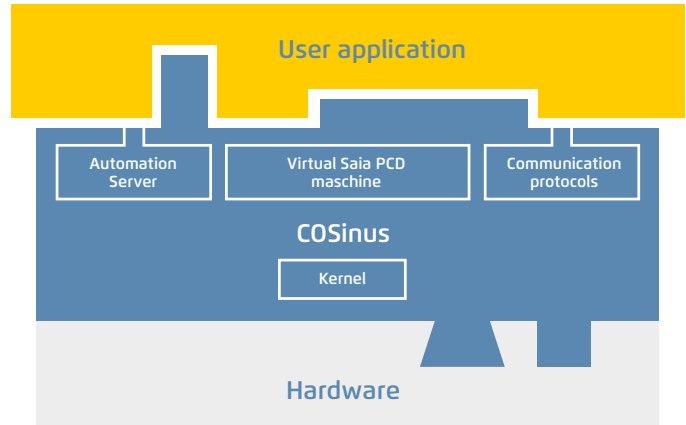 User application
Automation
Server
Virtual Saia PCD
maschine
Communication
protocols
COSinus
Kernel
Hardware